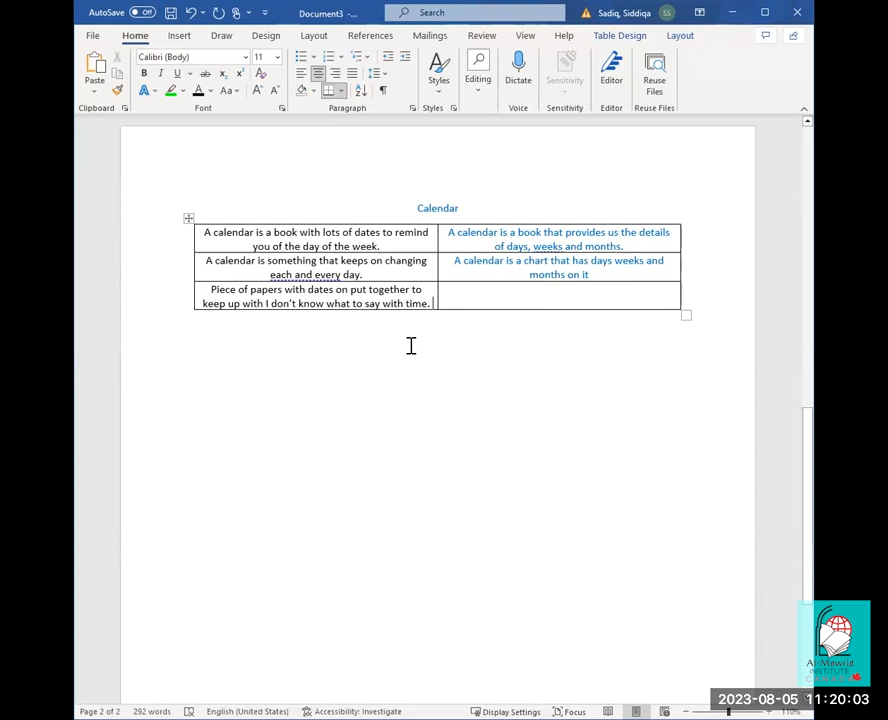 AutoSave Off Document3 -... Search Sadiq, Siddiqa SS
File Home Insert Draw Design Layout References Mailings Review View Help Table Design Layout
Calibri (Body) 11
Paste Styles Editing Dictate Sensitivity Editor Reuse Files
Clipboard Font Paragraph Styles Voice Sensitivity Editor Reuse Files
Calendar
A calendar is a book with lots of dates to remind
you of the day of the week.
A calendar is a book that provides us the details
of days, weeks and months.
A calendar is something that keeps on changing
each and every day.
A calendar is a chart that has days weeks and
months on it
Piece of papers with dates on put together to
keep up with I don't know what to say with time.
Al-Mawrid
INSTITUTE
CANADA
2023-08-05 11:20:03
Page 2 of 2 292 words English (United States) Accessibility: Investigate Display Settings Focus 110%